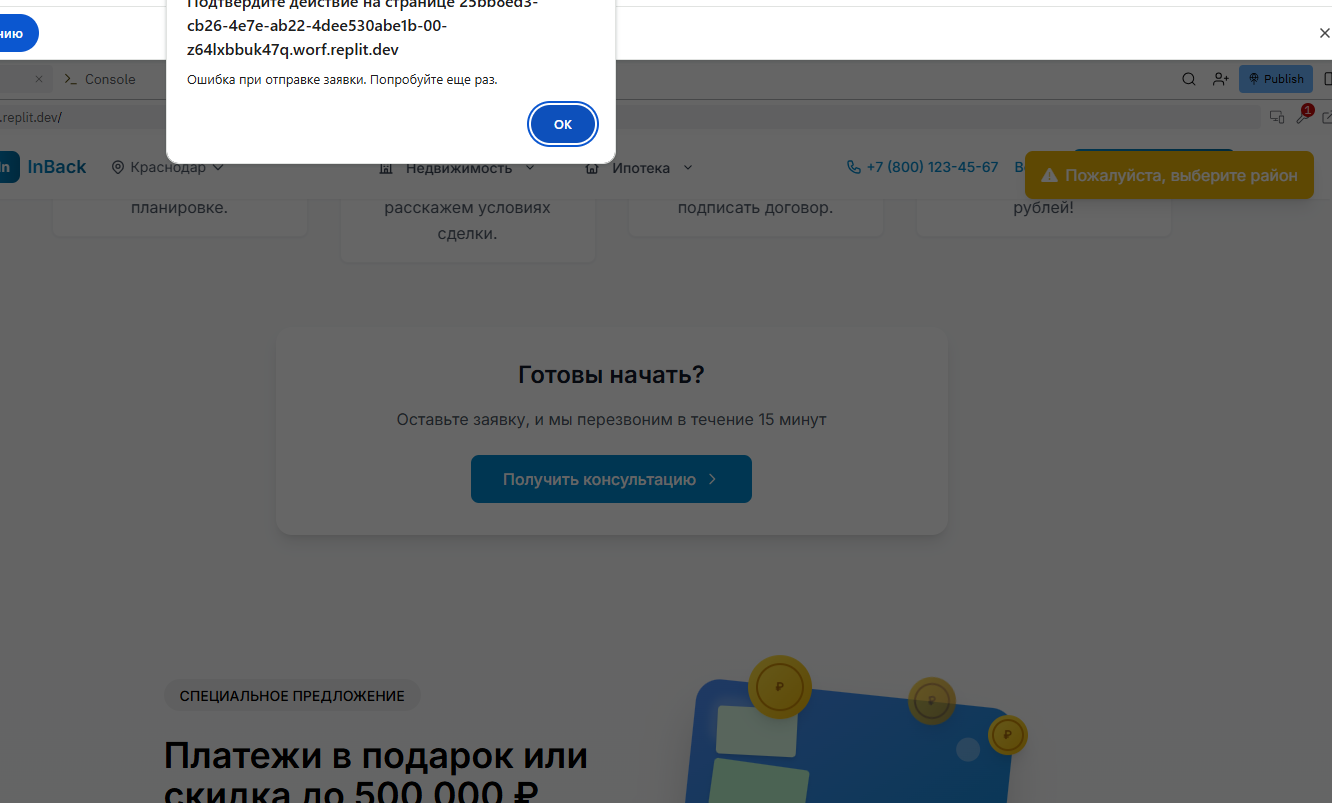 Подтвердите действие на странице 25bb8ed3-
cb26-4e7e-ab22-4dee530abe1b-00-
z64lxbbuk47q.worf.replit.dev
Ошибка при отправке заявки. Попробуйте еще раз.
ОК
нию
Console
Publish
.replit.dev/
1
In
InBack
Краснодар
Недвижимость
Ипотека
+7 (800) 123-45-67
Пожалуйста, выберите район
планировке.
расскажем условиях
сделки.
подписать договор.
рублей!
Готовы начать?
Оставьте заявку, и мы перезвоним в течение 15 минут
Получить консультацию
СПЕЦИАЛЬНОЕ ПРЕДЛОЖЕНИЕ
Платежи в подарок или
скидка до 500 000 ₽
₽
₽
₽